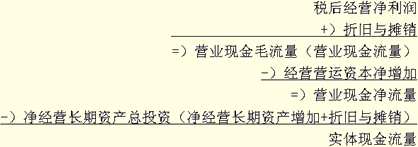 税后经营净利润
+）折旧与摊销
=）营业现金毛流量（营业现金流量）
-）经营营运资本净增加
=）营业现金净流量
-）净经营长期资产总投资（净经营长期资产增加+折旧与摊销）
实体现金流量